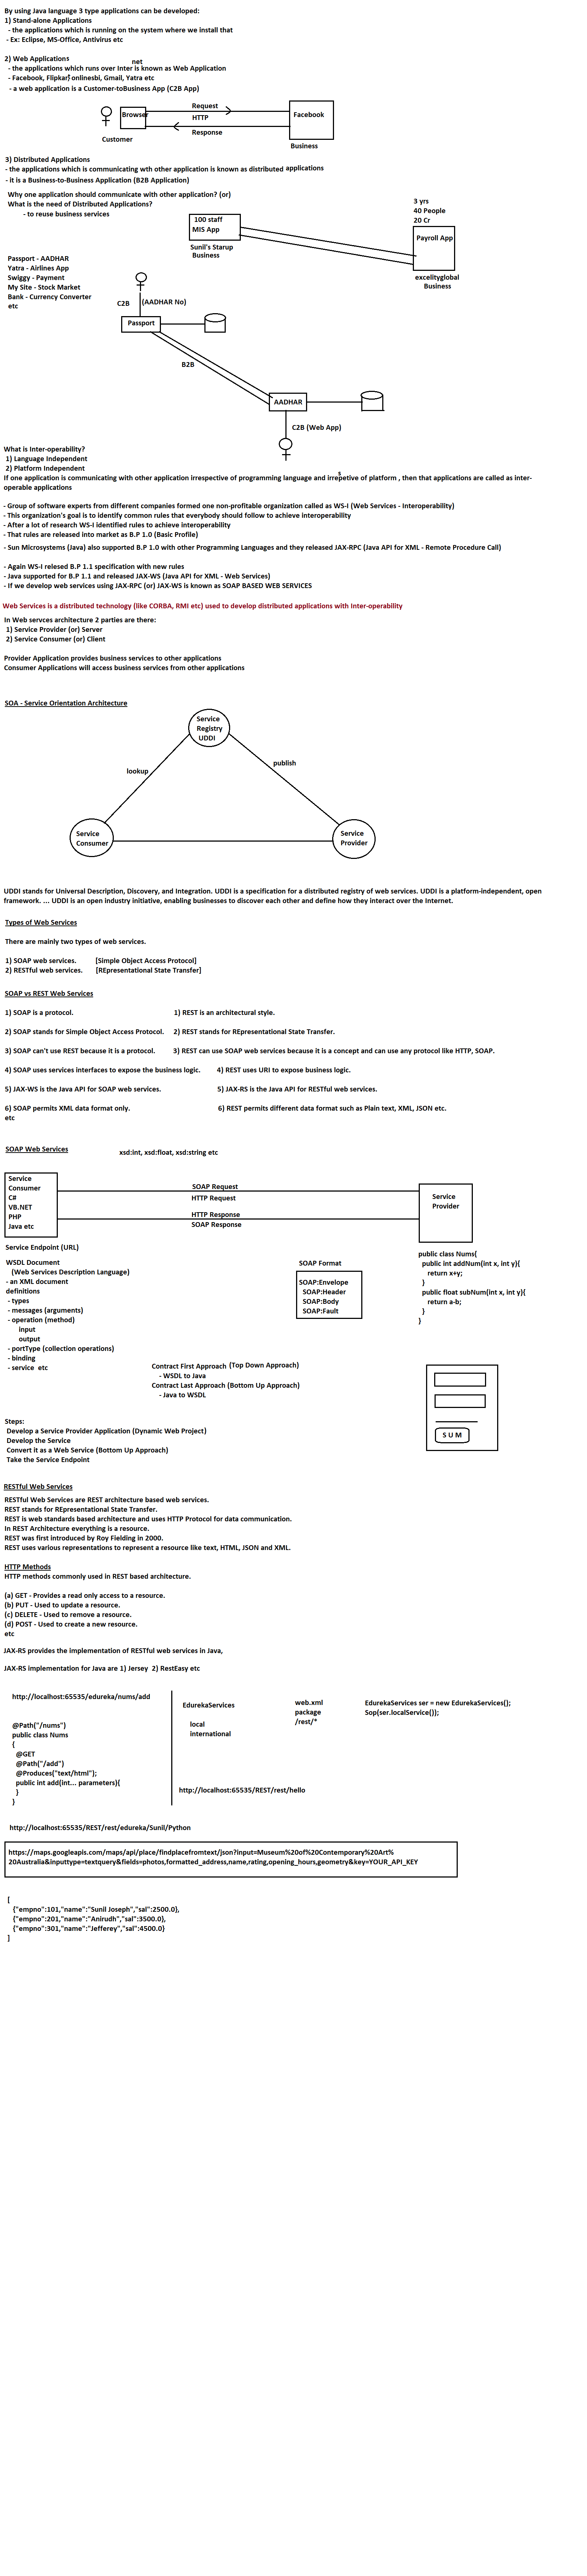 By using Java language 3 type applications can be developed:
1) Stand-alone Applications
- the applications which is running on the system where we install that
- Ex: Eclipse, MS-Office, Antivirus etc
2) Web Applications
net
- the applications which runs over Inter is known as Web Application
- Facebook, Flipkart, onlinesbi, Gmail, Yatra etc
- a web application is a Customer-toBusiness App (C2B App)
Request
Browser
HTTP
Facebook
Response
Customer
Business
3) Distributed Applications
- the applications which is communicating wth other application is known as distributed applications
- it is a Business-to-Business Application (B2B Application)
Why one application should communicate with other application? (or)
What is the need of Distributed Applications?
- to reuse business services
3 yrs
40 People
20 Cr
100 staff
MIS App
Payroll App
Sunil's Starup
Business
excelityglobal
Business
Passport - AADHAR
Yatra - Airlines App
Swiggy - Payment
My Site - Stock Market
Bank - Currency Converter
etc
C2B
(AADHAR No)
Passport
B2B
AADHAR
C2B (Web App)
What is Inter-operability?
1) Language Independent
2) Platform Independent
s
If one application is communicating with other application irrespective of programming language and irrepetive of platform , then that applications are called as inter-
operable applications
- Group of software experts from different companies formed one non-profitable organization called as WS-I (Web Services - Interoperability)
- This organization's goal is to identify common rules that everybody should follow to achieve interoperability
- After a lot of research WS-I identified rules to achieve interoperability
- That rules are released into market as B.P 1.0 (Basic Profile)
- Sun Microsystems (Java) also supported B.P 1.0 with other Programming Languages and they released JAX-RPC (Java API for XML - Remote Procedure Call)
- Again WS-I relesed B.P 1.1 specification with new rules
- Java supported for B.P 1.1 and released JAX-WS (Java API for XML - Web Services)
- If we develop web services using JAX-RPC (or) JAX-WS is known as SOAP BASED WEB SERVICES
Web Services is a distributed technology (like CORBA, RMI etc) used to develop distributed applications with Inter-operability
In Web servces architecture 2 parties are there:
1) Service Provider (or) Server
2) Service Consumer (or) Client
Provider Application provides business services to other applications
Consumer Applications will access business services from other applications
SOA - Service Orientation Architecture
Service
Registry
UDDI
lookup
publish
Service
Consumer
Service
Provider
UDDI stands for Universal Description, Discovery, and Integration. UDDI is a specification for a distributed registry of web services. UDDI is a platform-independent, open
framework. ... UDDI is an open industry initiative, enabling businesses to discover each other and define how they interact over the Internet.
Types of Web Services
There are mainly two types of web services.
1) SOAP web services. [Simple Object Access Protocol]
2) RESTful web services. [REpresentational State Transfer]
SOAP vs REST Web Services
1) SOAP is a protocol. 1) REST is an architectural style.
2) SOAP stands for Simple Object Access Protocol. 2) REST stands for REpresentational State Transfer.
3) SOAP can't use REST because it is a protocol. 3) REST can use SOAP web services because it is a concept and can use any protocol like HTTP, SOAP.
4) SOAP uses services interfaces to expose the business logic. 4) REST uses URI to expose business logic.
5) JAX-WS is the Java API for SOAP web services. 5) JAX-RS is the Java API for RESTful web services.
6) SOAP permits XML data format only. 6) REST permits different data format such as Plain text, XML, JSON etc.
etc
SOAP Web Services
xsd:int, xsd:float, xsd:string etc
Service
Consumer
C#
VB.NET
PHP
Java etc
SOAP Request
HTTP Request
HTTP Response
SOAP Response
Service
Provider
Service Endpoint (URL)
WSDL Document
(Web Services Description Language)
- an XML document
definitions
- types
- messages (arguments)
- operation (method)
input
output
- portType (collection operations)
- binding
- service etc
SOAP Format
SOAP:Envelope
SOAP:Header
SOAP:Body
SOAP:Fault
public class Nums{
public int addNum(int x, int y){
return x+y;
}
public float subNum(int x, int y){
return a-b;
}
}
Contract First Approach (Top Down Approach)
- WSDL to Java
Contract Last Approach (Bottom Up Approach)
- Java to WSDL
S U M
Steps:
Develop a Service Provider Application (Dynamic Web Project)
Develop the Service
Convert it as a Web Service (Bottom Up Approach)
Take the Service Endpoint
RESTful Web Services
RESTful Web Services are REST architecture based web services.
REST stands for REpresentational State Transfer.
REST is web standards based architecture and uses HTTP Protocol for data communication.
In REST Architecture everything is a resource.
REST was first introduced by Roy Fielding in 2000.
REST uses various representations to represent a resource like text, HTML, JSON and XML.
HTTP Methods
HTTP methods commonly used in REST based architecture.
(a) GET - Provides a read only access to a resource.
(b) PUT - Used to update a resource.
(c) DELETE - Used to remove a resource.
(d) POST - Used to create a new resource.
etc
JAX-RS provides the implementation of RESTful web services in Java,
JAX-RS implementation for Java are 1) Jersey 2) RestEasy etc
http://localhost:65535/edureka/nums/add
@Path("/nums")
public class Nums
{
@GET
@Path("/add")
@Produces("text/html");
public int add(int... parameters){
}
}
EdurekaServices
local
international
web.xml
package
/rest/*
EdurekaServices ser = new EdurekaServices();
Sop(ser.localService());
http://localhost:65535/REST/rest/hello
http://localhost:65535/REST/rest/edureka/Sunil/Python
https://maps.googleapis.com/maps/api/place/findplacefromtext/json?input=Museum%20of%20Contemporary%20Art%
20Australia&inputtype=textquery&fields=photos,formatted_address,name,rating,opening_hours,geometry&key=YOUR_API_KEY
[
{"empno":101,"name":"Sunil Joseph","sal":2500.0},
{"empno":201,"name":"Anirudh","sal":3500.0},
{"empno":301,"name":"Jefferey","sal":4500.0}
]